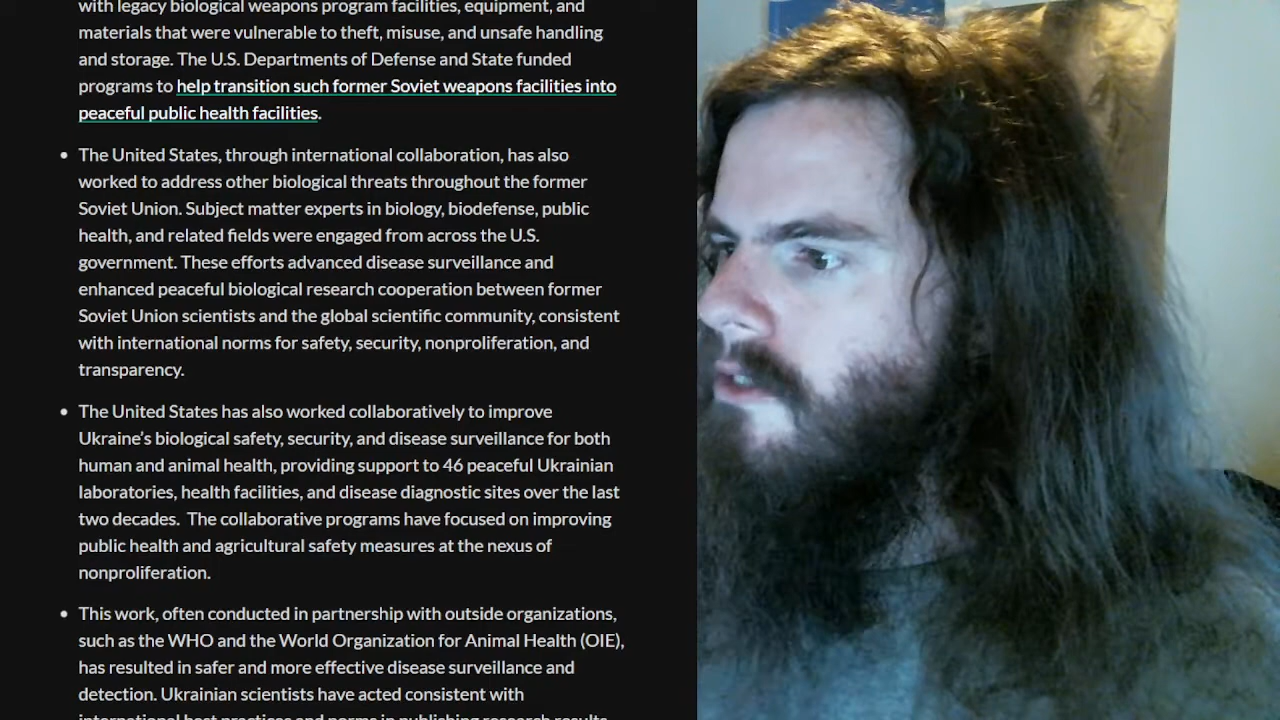 with legacy biological weapons program facilities, equipment, and
materials that were vulnerable to theft, misuse, and unsafe handling
and storage. The U.S. Departments of Defense and State funded
programs to help transition such former Soviet weapons facilities into
peaceful public health facilities.
The United States, through international collaboration, has also
worked to address other biological threats throughout the former
Soviet Union. Subject matter experts in biology, biodefense, public
health, and related fields were engaged from across the U.S.
government. These efforts advanced disease surveillance and
enhanced peaceful biological research cooperation between former
Soviet Union scientists and the global scientific community, consistent
with international norms for safety, security, nonproliferation, and
transparency.
The United States has also worked collaboratively to improve
Ukraine’s biological safety, security, and disease surveillance for both
human and animal health, providing support to 46 peaceful Ukrainian
laboratories, health facilities, and disease diagnostic sites over the last
two decades.  The collaborative programs have focused on improving
public health and agricultural safety measures at the nexus of
nonproliferation.
This work, often conducted in partnership with outside organizations,
such as the WHO and the World Organization for Animal Health (OIE),
has resulted in safer and more effective disease surveillance and
detection. Ukrainian scientists have acted consistent with
international best practices and norms in publishing research results,